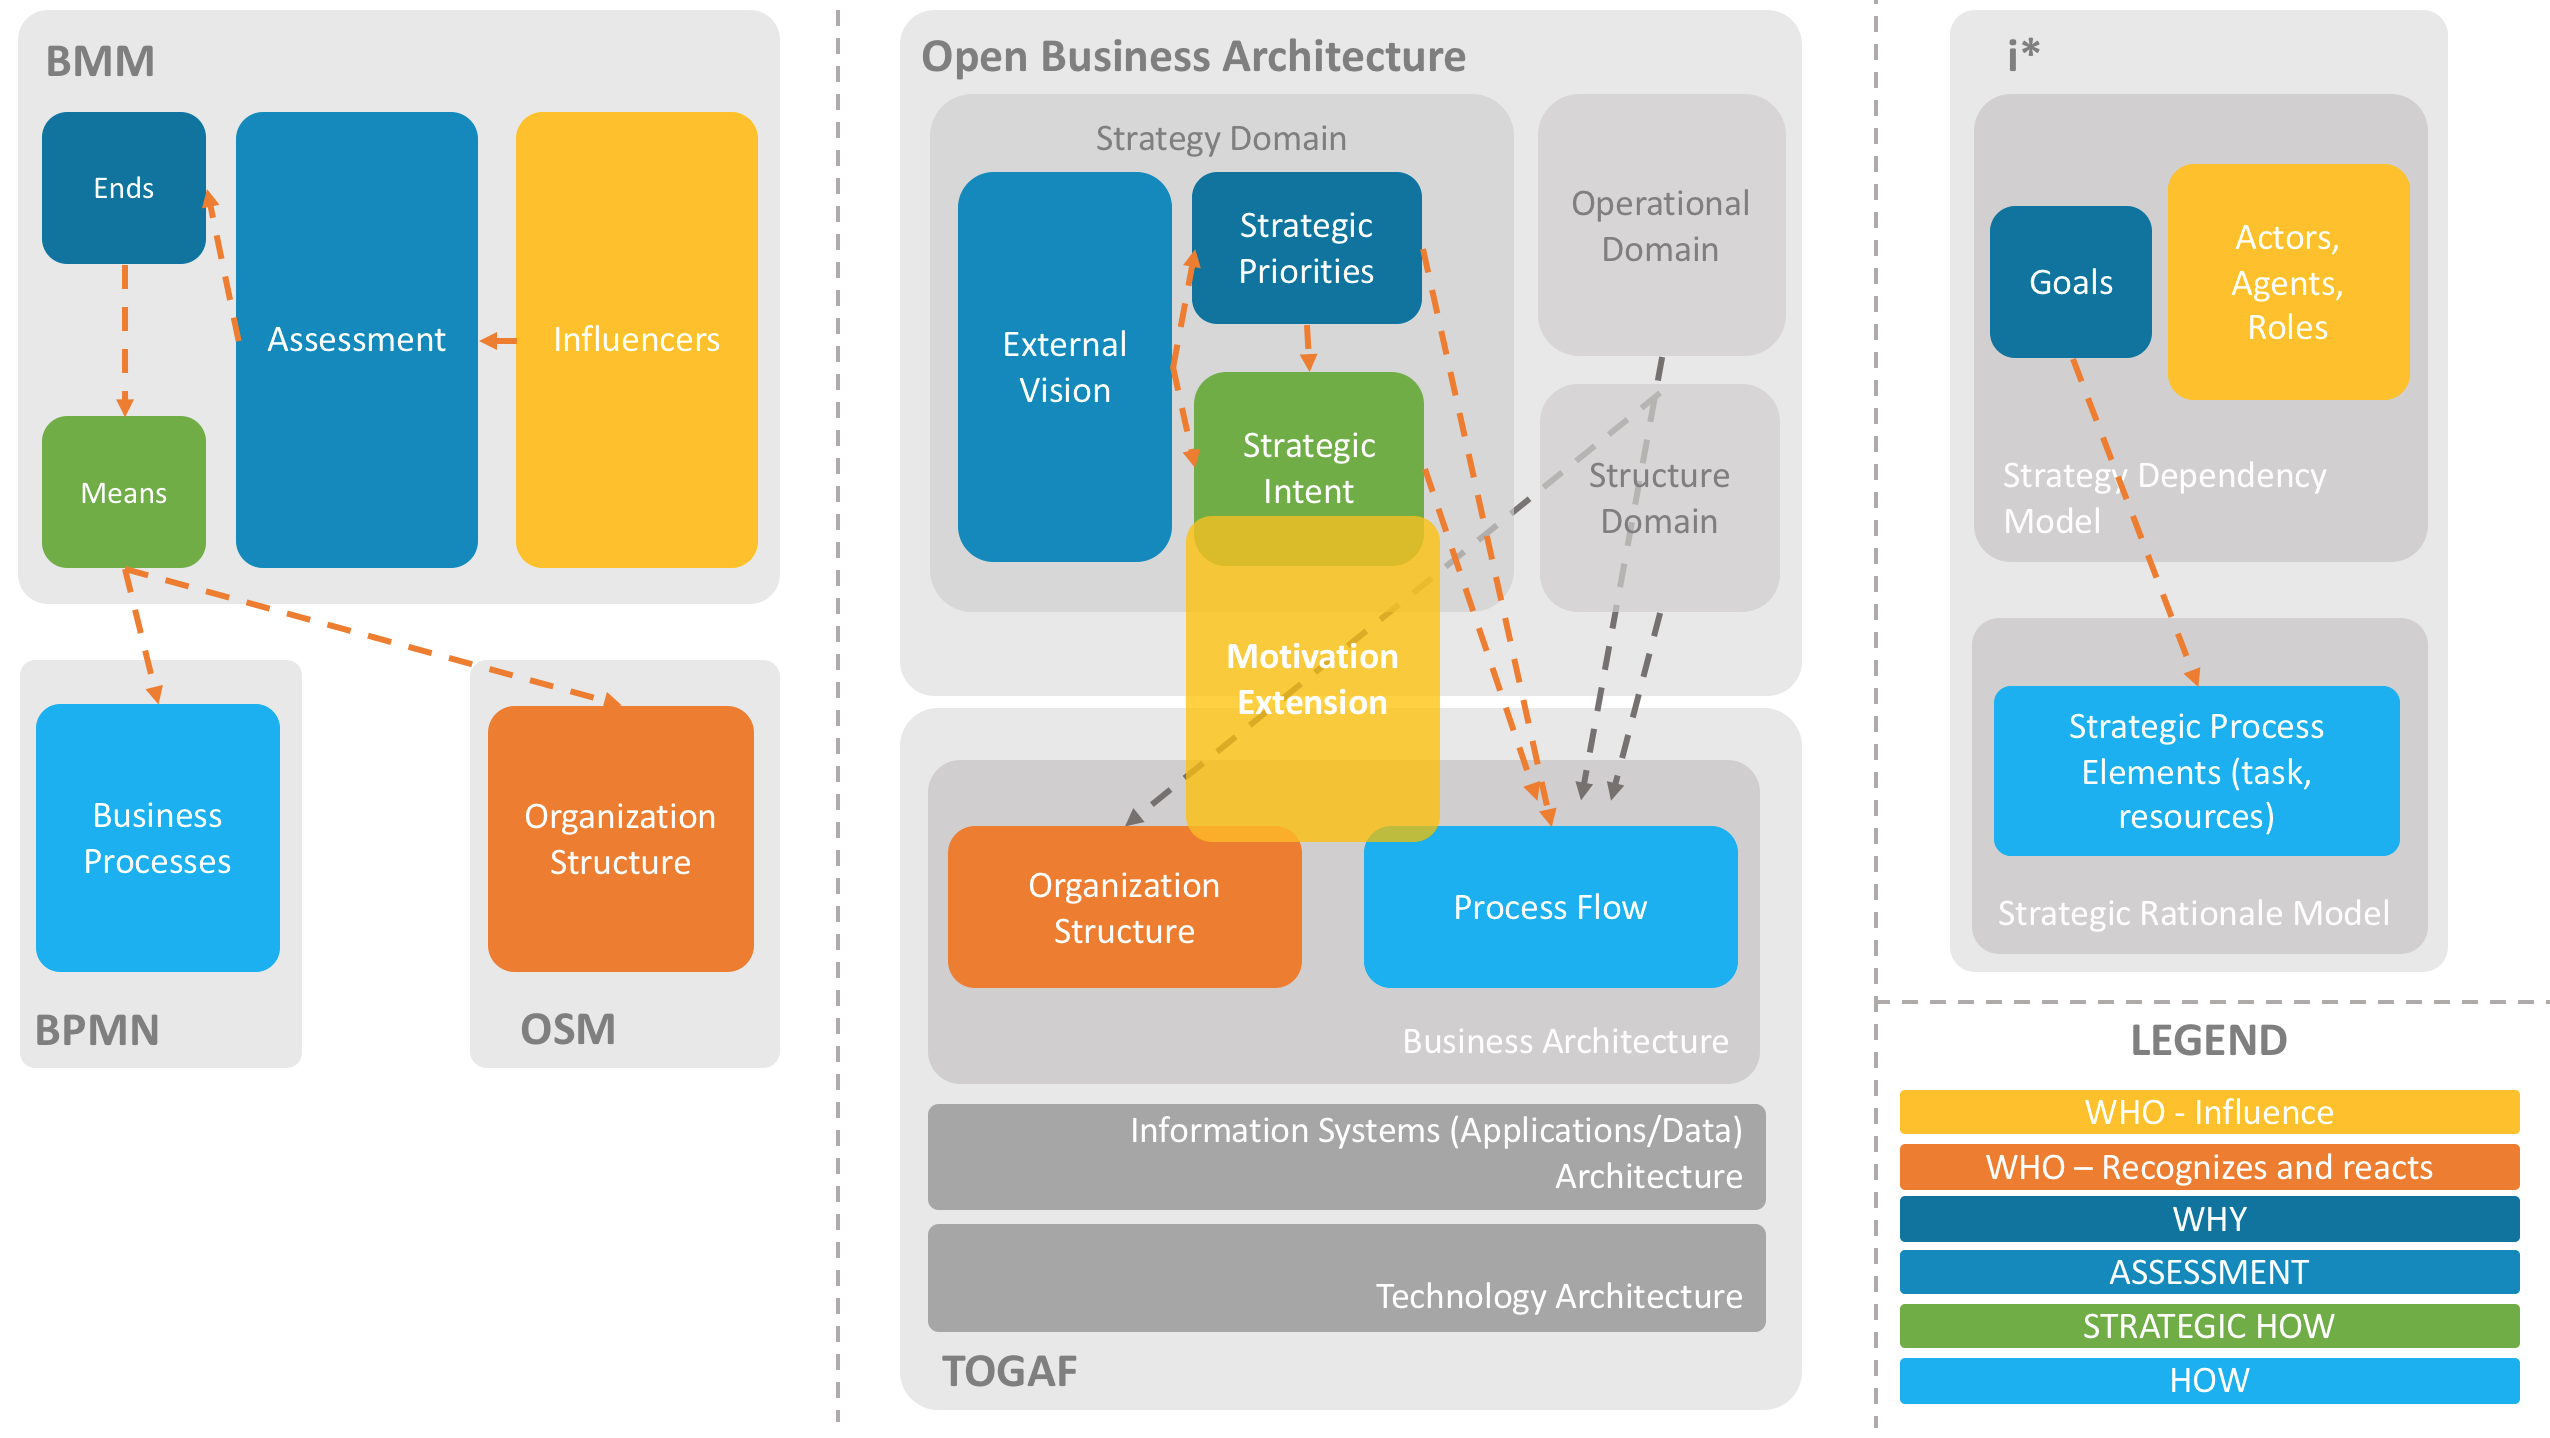 BMM
Ends
Assessment
Influencers
Means
Business
Processes
BPMN
Organization
Structure
OSM
Open Business Architecture
Strategy Domain
External
Vision
Strategic
Priorities
Strategic
Intent
Operational
Domain
Structure
Domain
Motivation
Extension
Organization
Structure
Process Flow
Business Architecture
Information Systems (Applications/Data)
Architecture
Technology Architecture
TOGAF
i*
Goals
Actors,
Agents,
Roles
Strategy Dependency
Model
Strategic Process
Elements (task,
resources)
Strategic Rationale Model
LEGEND
WHO - Influence
WHO – Recognizes and reacts
WHY
ASSESSMENT
STRATEGIC HOW
HOW